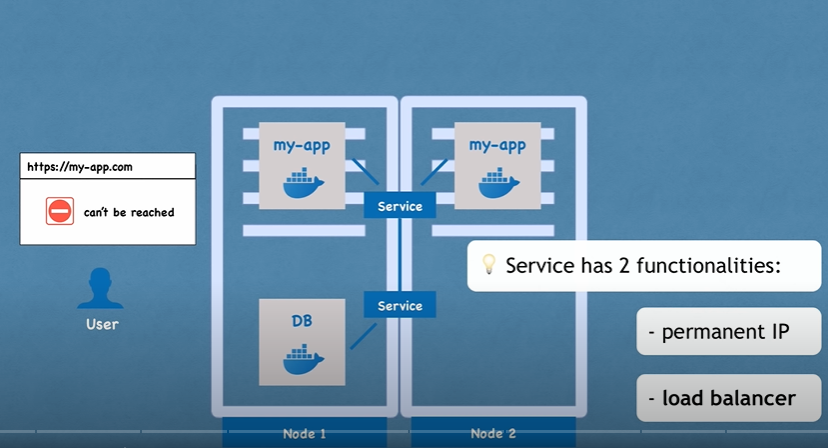 https://my-app.com
can't be reached
User
my-app
my-app
Service
Service
DB
Node 1
Node 2
Service has 2 functionalities:
- permanent IP
- load balancer